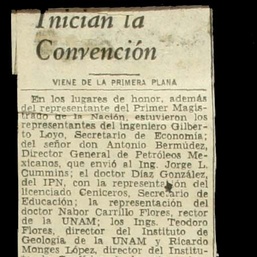 Inician la
Convención
VIENE DE LA PRIMERA PLANA
En los lugares de honor, además
del representante del Primer Magis-
trado de la Nación, estuvieron los
representantes del ingeniero Gilber-
to Loyo, Secretario de Economía;
del señor don Antonio Bermúdez,
Director General de Petróleos Me-
xicanos, que envió al Ing. Jorge L.
Cummins; el doctor Díaz González,
del IPN, con la representación del
licenciado Ceniceros, Secretario de
Educación; la representación del
doctor Nabor Carrillo Flores, rector
de la UNAM; los Ings. Teodoro
Flores, director del Instituto de
Geología de la UNAM y Ricardo
Monges López, director del Institu-